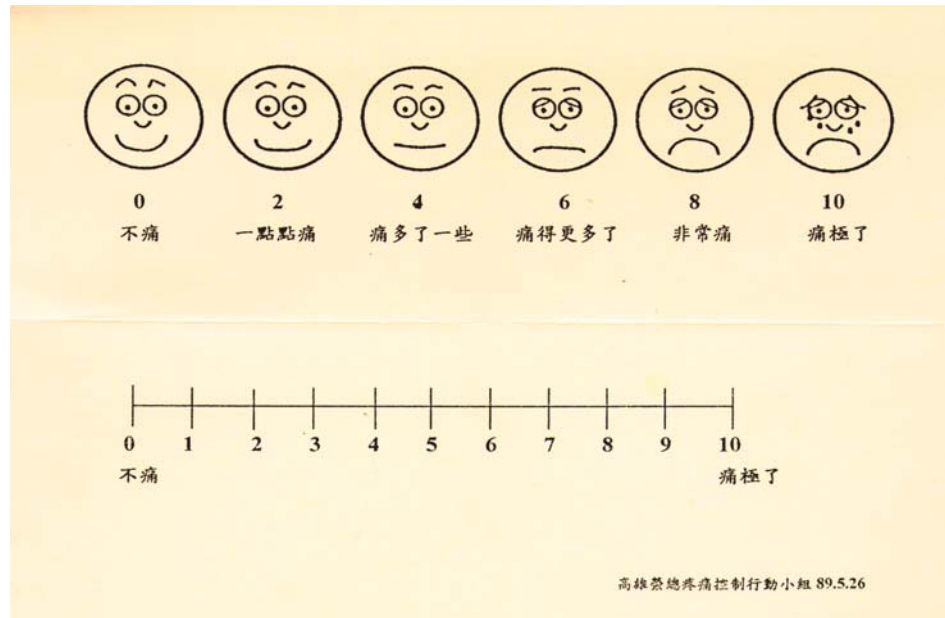 0 2 4 6 8 10
不痛 一點點痛 痛多了一些 痛得更多了 非常痛 痛極了
0 1 2 3 4 5 6 7 8 9 10
不痛 痛極了
高雄榮總疼痛控制行動小組 89.5.26